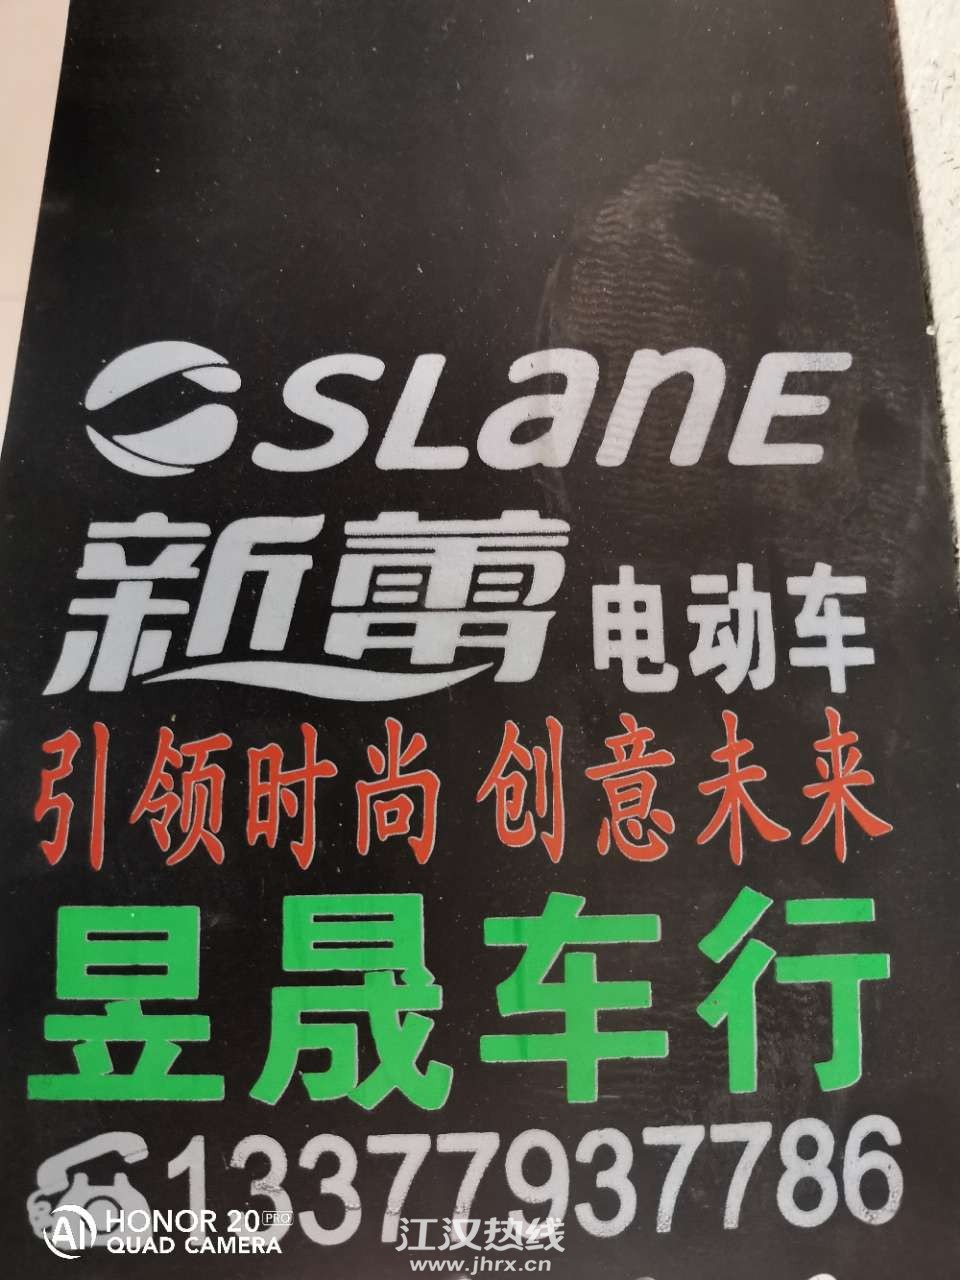 SLANE
新蕾 电动车
引领时尚 创意未来
昱晟车行
☎13377937786
AI HONOR 20 PRO
QUAD CAMERA
江汉热线
www.jhrx.cn